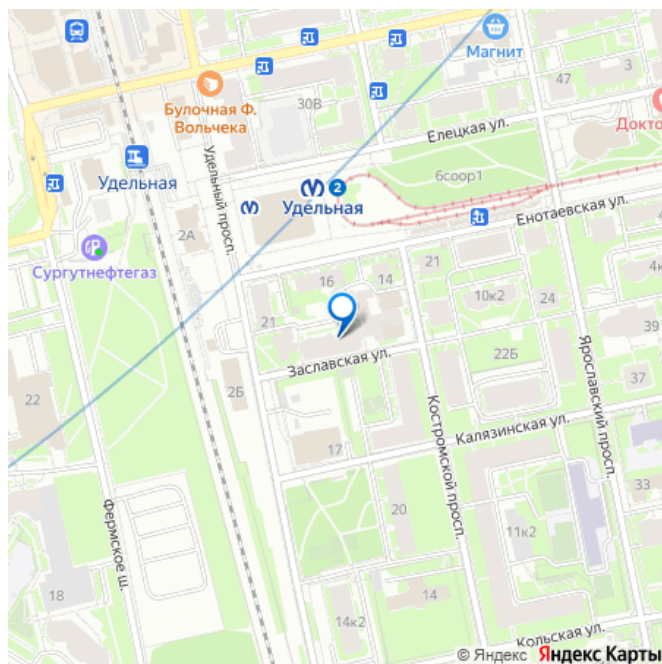 Магнит
47
3
Булочная Ф.
Вольчека
30В
Елецкая ул.
Докто
Удельная
Удельный просп.
2
Удельная
6соор1
Енотаевская ул.
2А
Сургутнефтегаз
16
14
21
21
10к2
24
4к
39
Заславская ул.
22Б
2Б
22
37
Костромской просп.
Ярославский просп.
Калязинская ул.
17
33
Фермское ш.
20
11к2
18
14
14к2
Кольская ул.
© Яндекс Яндекс Карты